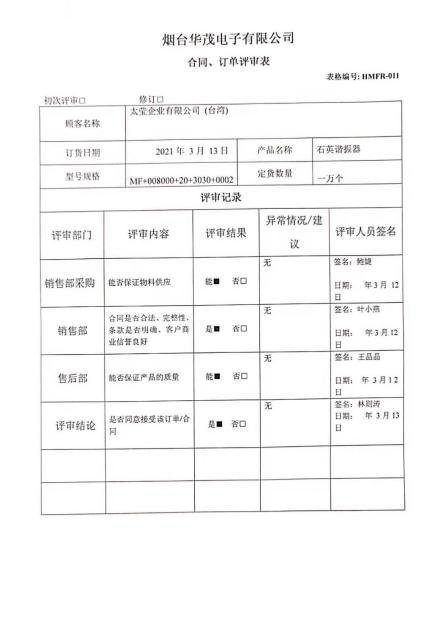 烟台华茂电子有限公司
合同、订单评审表
表格编号: HMFR-011
初次评审□ 修订□
顾客名称 太莹企业有限公司 (台湾)
订货日期 2021 年 3 月 13 日 产品名称 石英谐振器
型号规格 MF+008000+20+3030+0002 定货数量 一万个
评审记录
评审部门 评审内容 评审结果 异常情况/建议 评审人员签名
销售部采购 能否保证物料供应 能■ 否□ 无 签名：鲍婕
日期： 年 3 月 12 日
销售部 合同是否合法、完整性、
条款是否明确、客户商
业信誉良好
是■ 否□ 无 签名：叶小燕
日期： 年 3 月 12 日
售后部 能否保证产品的质量 能■ 否□ 无 签名：王晶晶
日期： 年 3 月 1 2 日
评审结论 是否同意接受该订单/合同 是■ 否□ 无 签名：林则涛
日期： 年 3 月 13 日